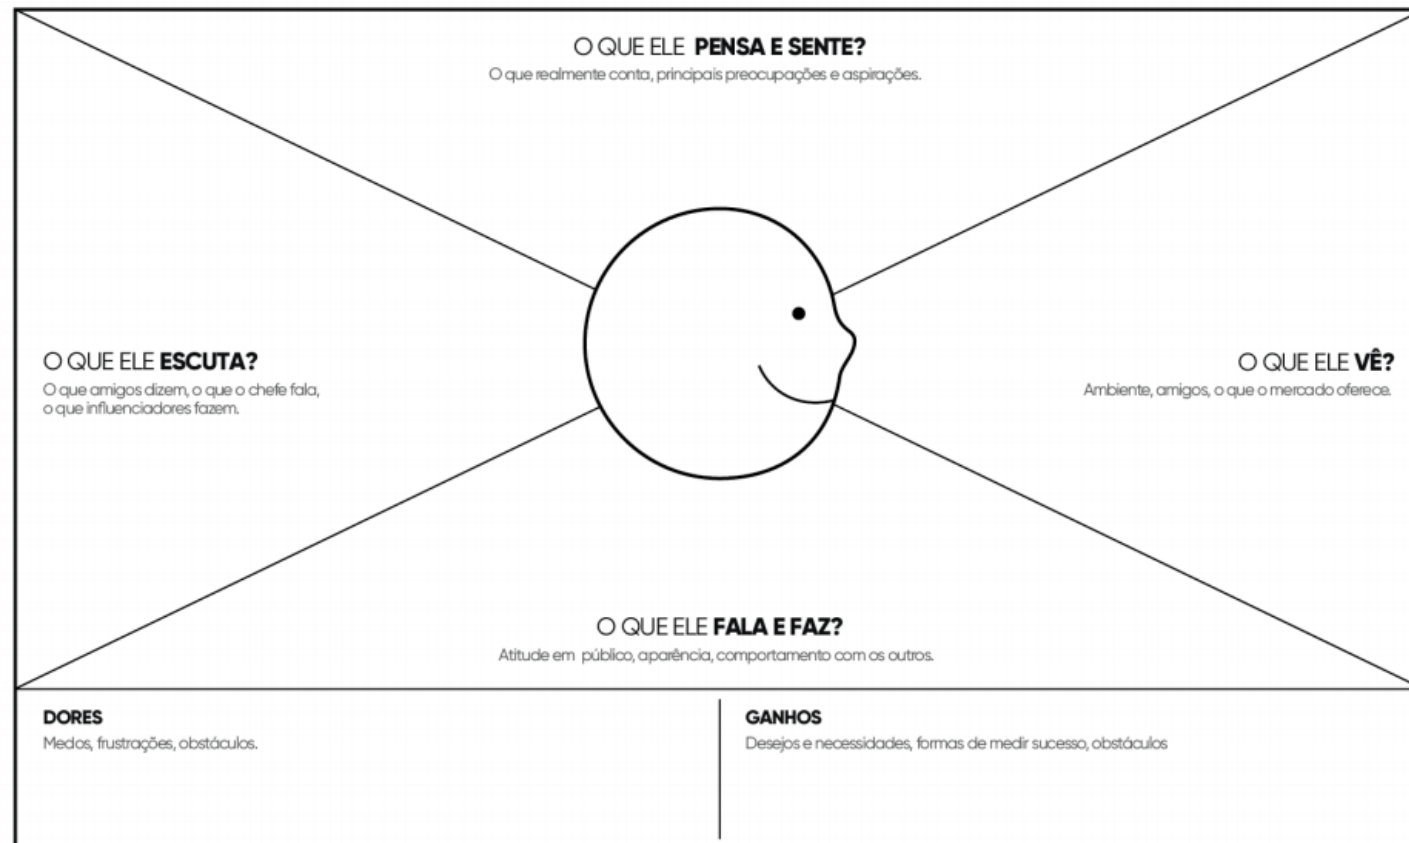 O QUE ELE PENSA E SENTE?
O que realmente conta, principais preocupações e aspirações.
O QUE ELE ESCUTA?
O que amigos dizem, o que o chefe fala,
o que influenciadores fazem.
O QUE ELE VÊ?
Ambiente, amigos, o que o mercado oferece.
O QUE ELE FALA E FAZ?
Atitude em público, aparência, comportamento com os outros.
DORES
Medos, frustrações, obstáculos.
GANHOS
Desejos e necessidades, formas de medir sucesso, obstáculos